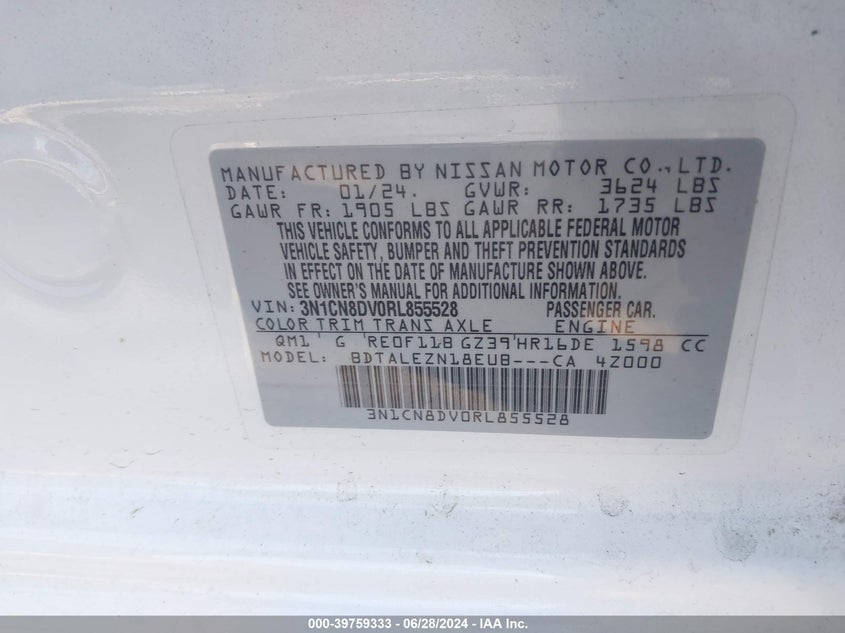 MANUFACTURED BY NISSAN MOTOR CO.,LTD.
DATE: 01/24. GVWR: 3624 LBS
GAWR FR: 1905 LBS GAWR RR: 1735 LBS
THIS VEHICLE CONFORMS TO ALL APPLICABLE FEDERAL MOTOR
VEHICLE SAFETY, BUMPER AND THEFT PREVENTION STANDARDS
IN EFFECT ON THE DATE OF MANUFACTURE SHOWN ABOVE.
SEE OWNER'S MANUAL FOR ADDITIONAL INFORMATION.
VIN: 3N1CN8DV0RL855528 PASSENGER CAR.
COLOR TRIM TRANS AXLE ENGINE
QM1 G RE0F11B GZ39 HR16DE 1598 CC
MODEL: BDTALEZN18EUB---CA 4Z000
3N1CN8DV0RL855528
000-39759333 - 06/28/2024 - IAA Inc.